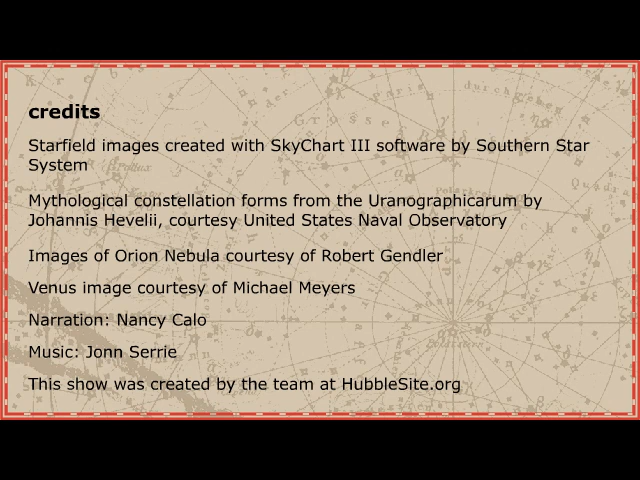 credits
Starfield images created with SkyChart III software by Southern Star
System
Mythological constellation forms from the Uranographicarum by
Johannis Hevelii, courtesy United States Naval Observatory
Images of Orion Nebula courtesy of Robert Gendler
Venus image courtesy of Michael Meyers
Narration: Nancy Calo
Music: Jonn Serrie
This show was created by the team at HubbleSite.org